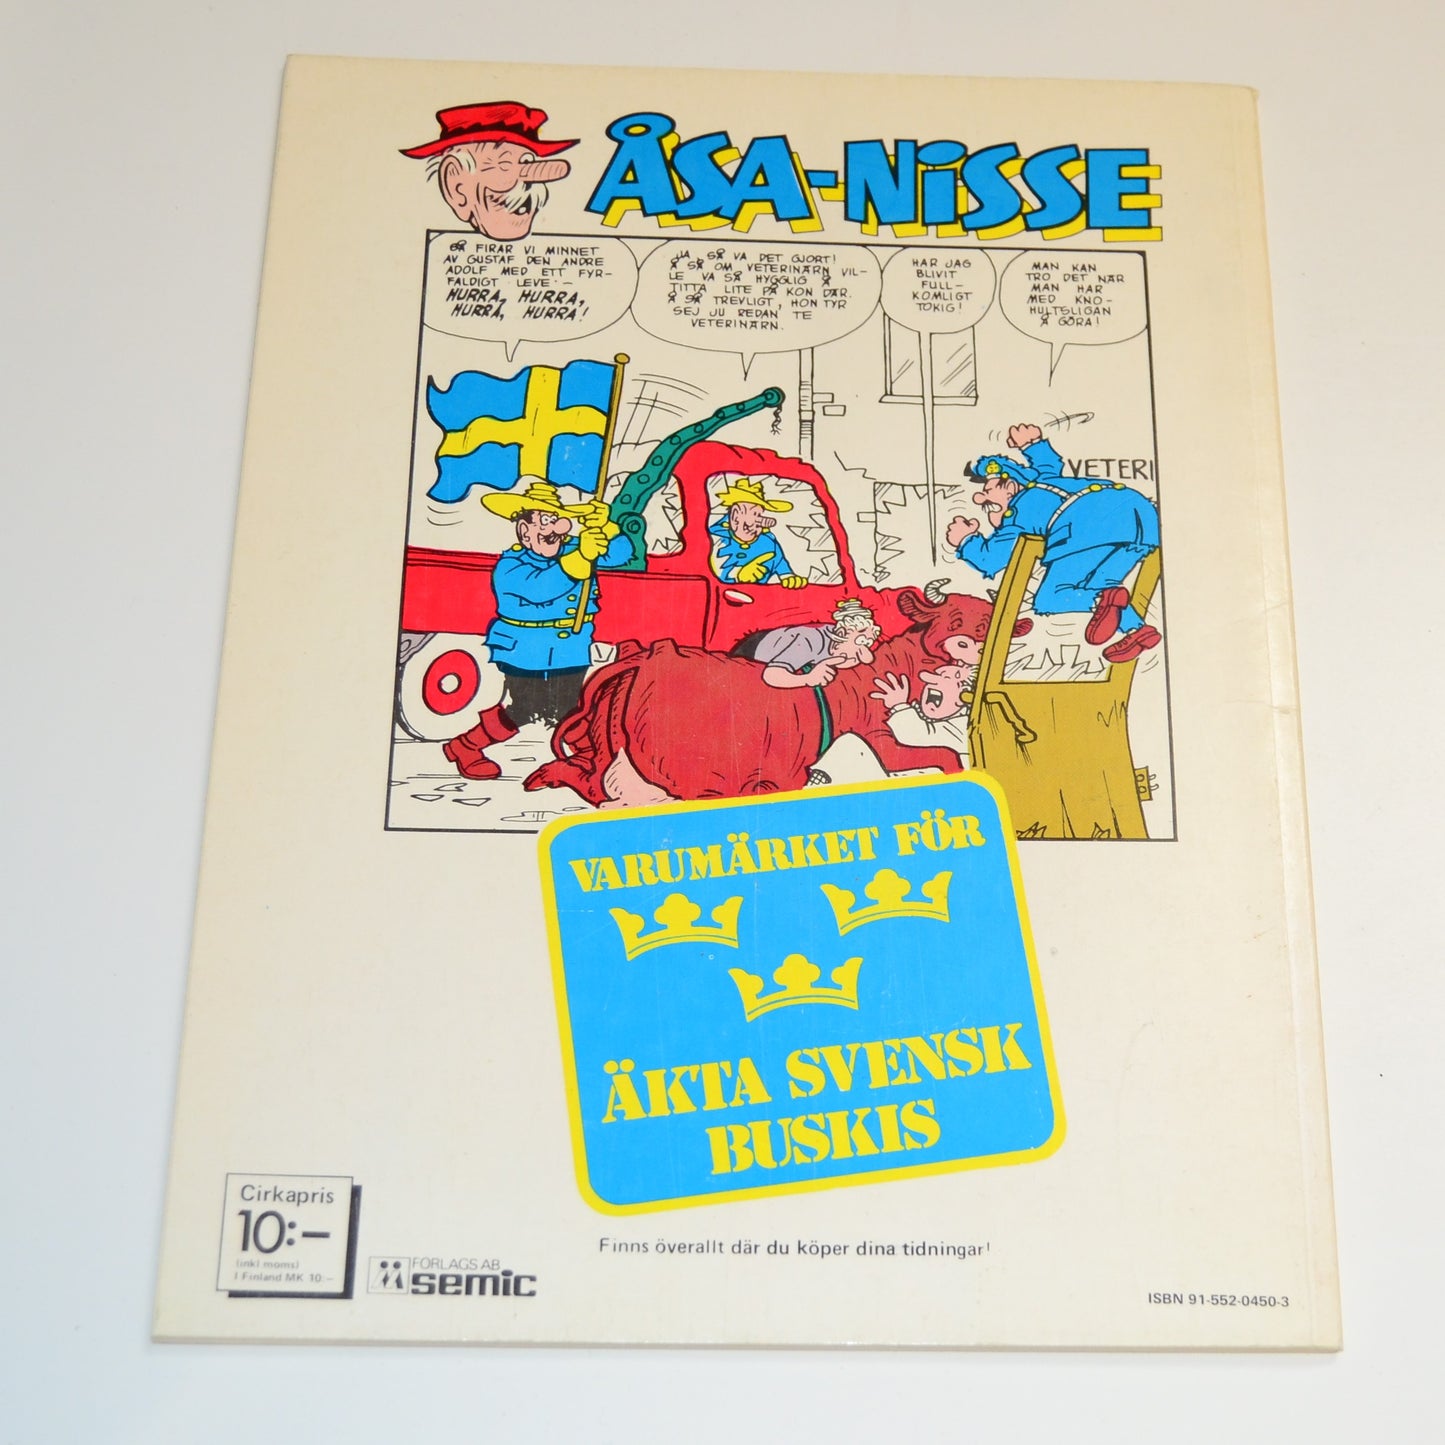 ÅSA-NISSE
SÅ FIRAR VI MINNET
AV GUSTAF DEN ANDRE
ADOLF MED ETT FYR-
FALDIGT LEVE -
HURRA, HURRA,
HURRA, HURRA!
JA, SÅ VA DET GJORT!
Å SÅ OM VETERINÄRN VIL-
LE VA SÅ HYGGLIG Å
TITTA LITE PÅ KON DÄR.
Å SÅ TREVLIGT, HON TYR
SEJ JU REDAN TE
VETERINÄRN.
HAR JAG
BLIVIT
FULL-
KOMLIGT
TOKIG!
MAN KAN
TRO DET NÄR
MAN HAR
MED KNO-
HULTSLIGAN
Å GÖRA!
VETERI
VARUMÄRKET FÖR
ÄKTA SVENSK
BUSKIS
Finns överallt där du köper dina tidningar!
Cirkapris
10:-
(inkl moms)
I Finland MK 10:-
FÖRLAGS AB
semic
ISBN 91-552-0450-3